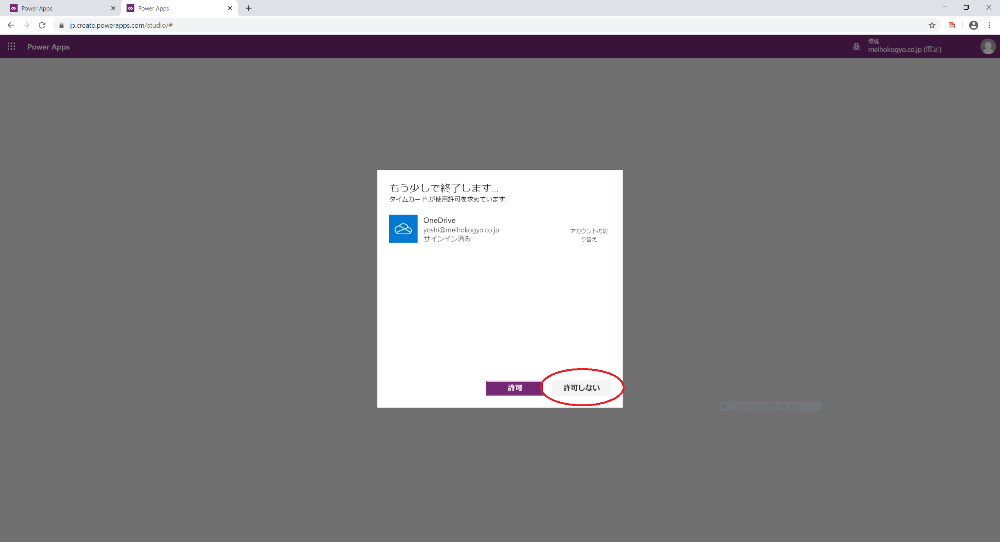 Power Apps
Power Apps
jp.create.powerapps.com/studio/#
Power Apps
環境
meihokogyo.co.jp (既定)
もう少しで終了します...
タイムカード が使用許可を求めています:
OneDrive
yoshi@meihokogyo.co.jp
サインイン済み
アカウントの切
り替え
許可
許可しない
ウィンドウの領域切り取り(W)